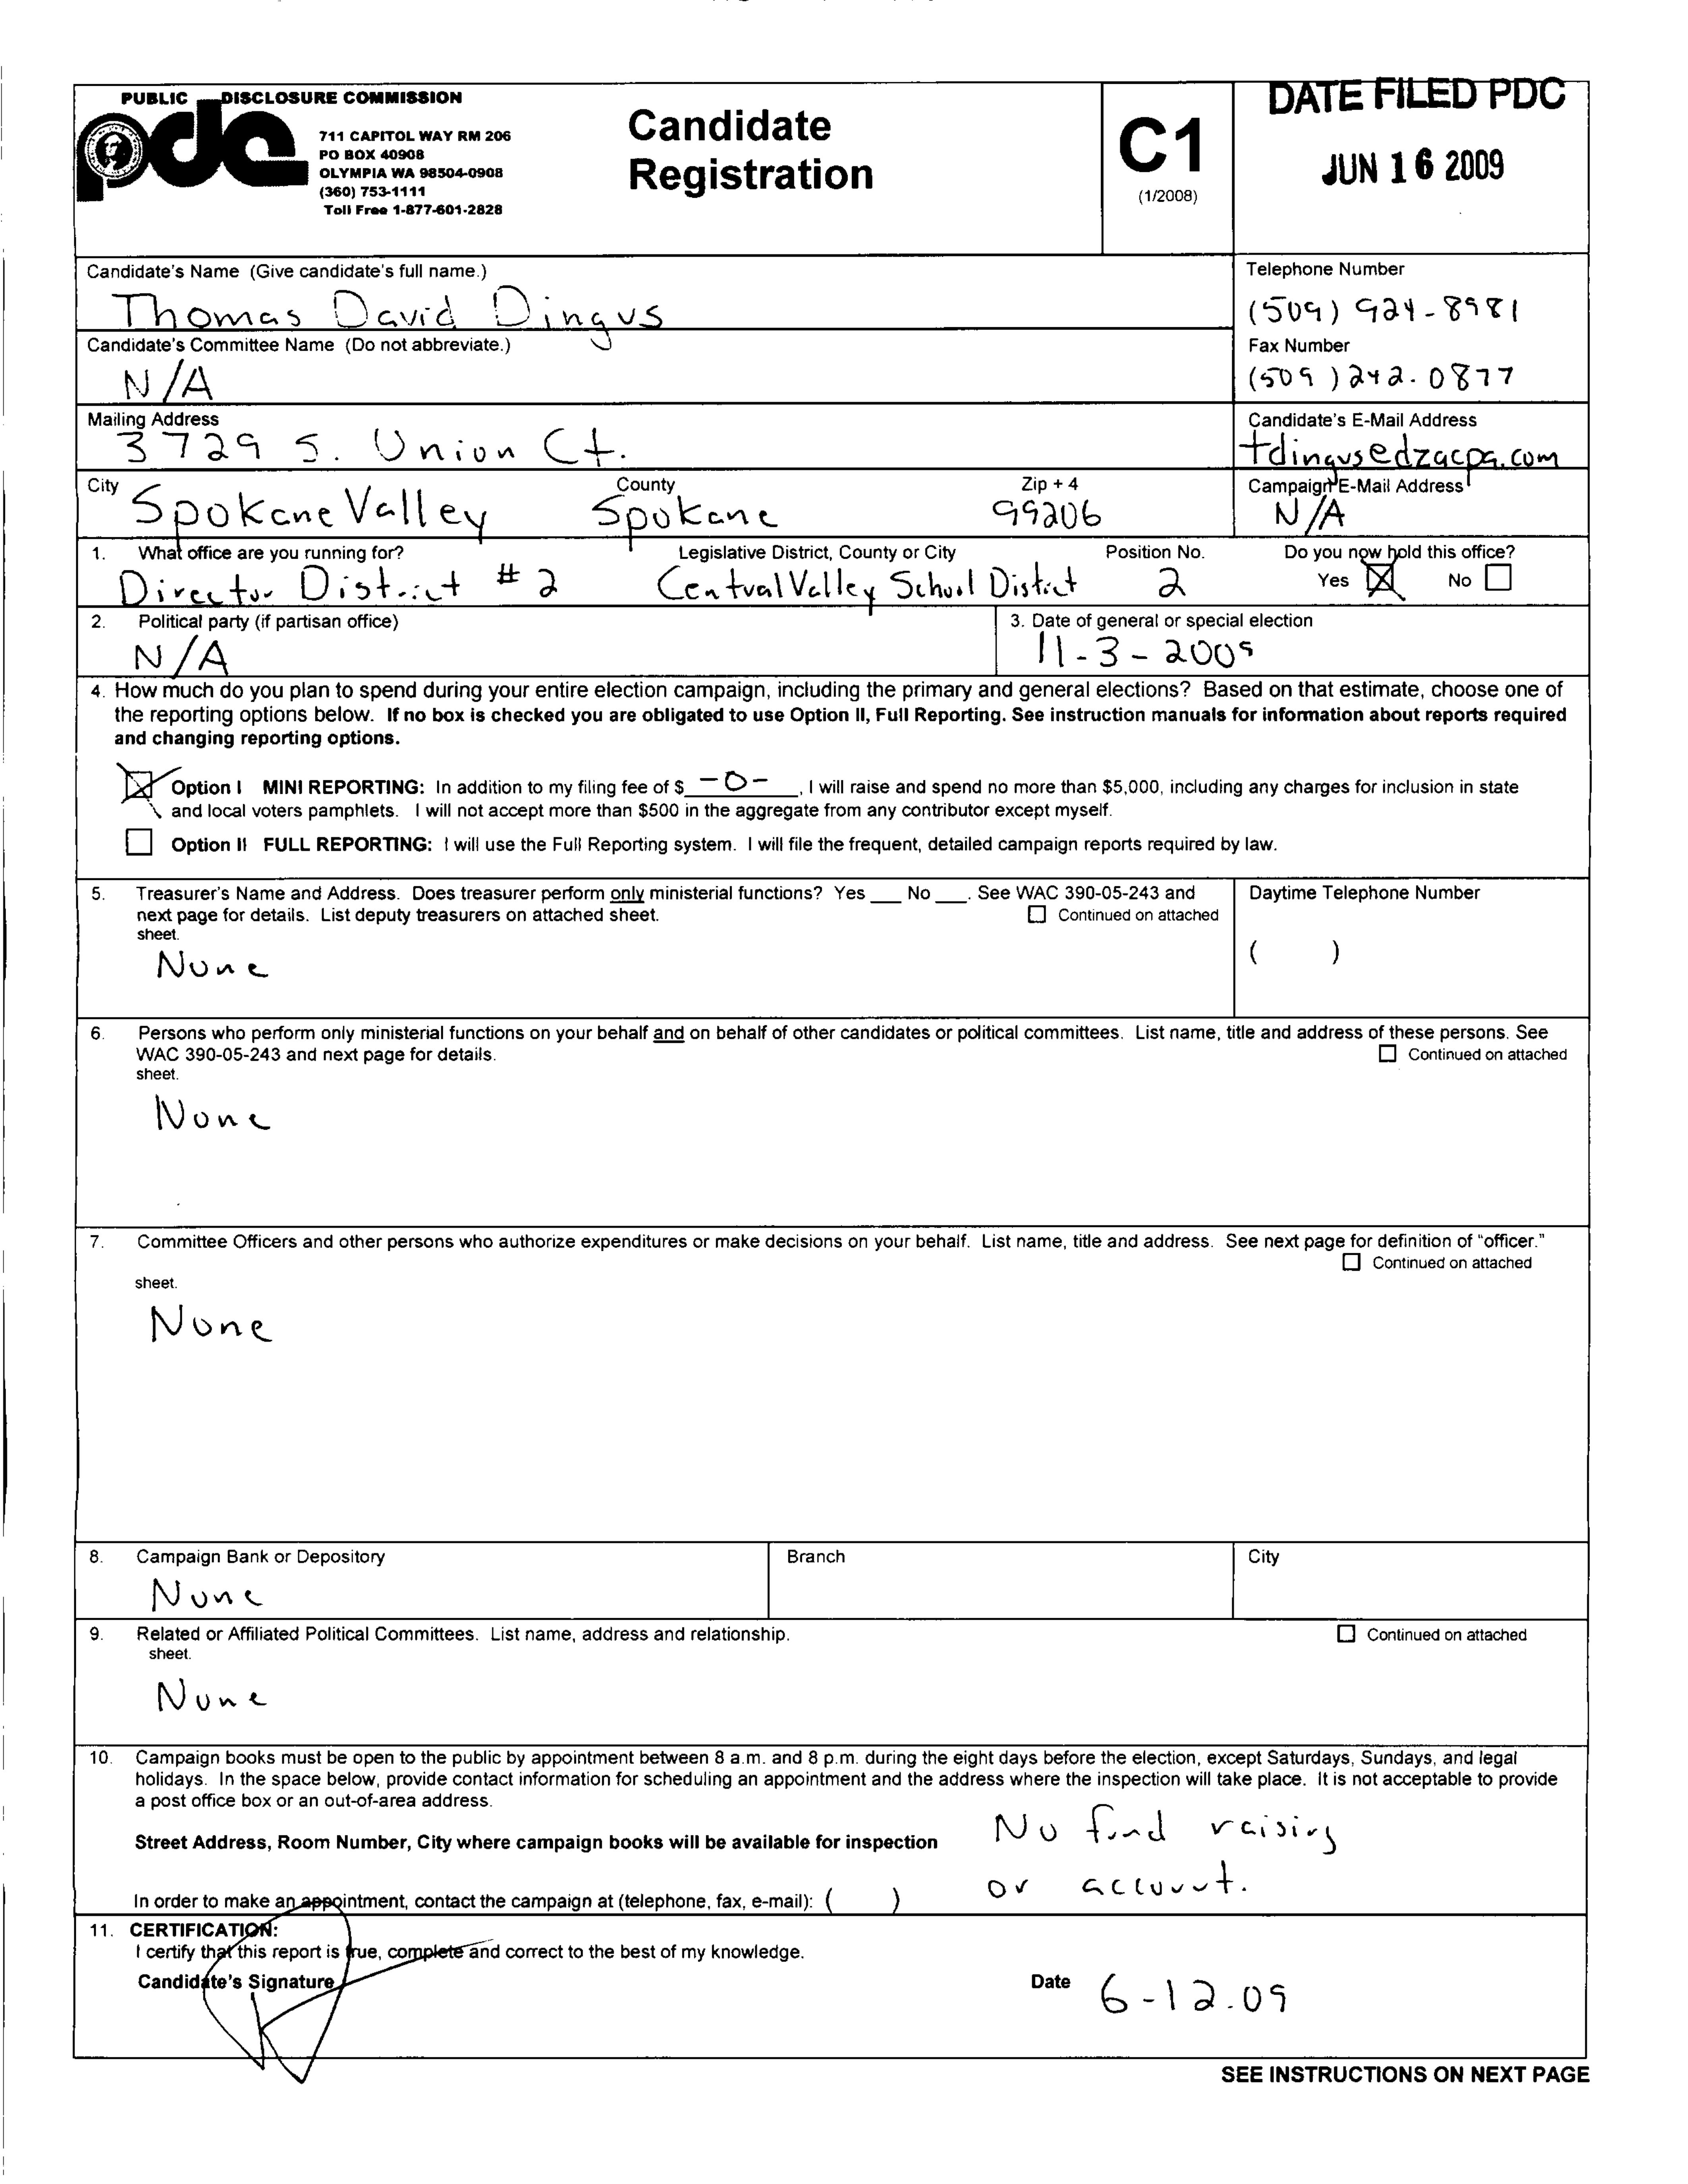 PUBLIC DISCLOSURE COMMISSION
pdc
711 CAPITOL WAY RM 206
PO BOX 40908
OLYMPIA WA 98504-0908
(360) 753-1111
Toll Free 1-877-601-2828
Candidate
Registration
C1
(1/2008)
DATE FILED PDC
JUN 16 2009
Candidate's Name (Give candidate's full name.)
Thomas David Dingus
Telephone Number
(509) 924-8981
Candidate's Committee Name (Do not abbreviate.)
N/A
Fax Number
(509) 242-0877
Mailing Address
3729 S. Union Ct.
Candidate's E-Mail Address
tdingus@dzacpa.com
City
Spokane Valley
County
Spokane
Zip + 4
99206
Campaign E-Mail Address
N/A
1. What office are you running for?
Director District # 2
Legislative District, County or City
Central Valley School District
Position No.
2
Do you now hold this office?
Yes No
2. Political party (if partisan office)
N/A
3. Date of general or special election
11-3-2009
4. How much do you plan to spend during your entire election campaign, including the primary and general elections? Based on that estimate, choose one of
the reporting options below. If no box is checked you are obligated to use Option II, Full Reporting. See instruction manuals for information about reports required
and changing reporting options.
Option I MINI REPORTING: In addition to my filing fee of $ -0- , I will raise and spend no more than $5,000, including any charges for inclusion in state
and local voters pamphlets. I will not accept more than $500 in the aggregate from any contributor except myself.
Option II FULL REPORTING: I will use the Full Reporting system. I will file the frequent, detailed campaign reports required by law.
5. Treasurer's Name and Address. Does treasurer perform only ministerial functions? Yes ___ No ___. See WAC 390-05-243 and
next page for details. List deputy treasurers on attached sheet. Continued on attached
sheet.
None
Daytime Telephone Number
( )
6. Persons who perform only ministerial functions on your behalf and on behalf of other candidates or political committees. List name, title and address of these persons. See
WAC 390-05-243 and next page for details. Continued on attached
sheet.
None
7. Committee Officers and other persons who authorize expenditures or make decisions on your behalf. List name, title and address. See next page for definition of "officer."
Continued on attached
sheet.
None
8. Campaign Bank or Depository
None
Branch
City
9. Related or Affiliated Political Committees. List name, address and relationship. Continued on attached
sheet.
None
10. Campaign books must be open to the public by appointment between 8 a.m. and 8 p.m. during the eight days before the election, except Saturdays, Sundays, and legal
holidays. In the space below, provide contact information for scheduling an appointment and the address where the inspection will take place. It is not acceptable to provide
a post office box or an out-of-area address.
Street Address, Room Number, City where campaign books will be available for inspection
No fund raising
or account.
In order to make an appointment, contact the campaign at (telephone, fax, e-mail): ( )
11. CERTIFICATION:
I certify that this report is true, complete and correct to the best of my knowledge.
Candidate's Signature
Date 6-12-09
SEE INSTRUCTIONS ON NEXT PAGE